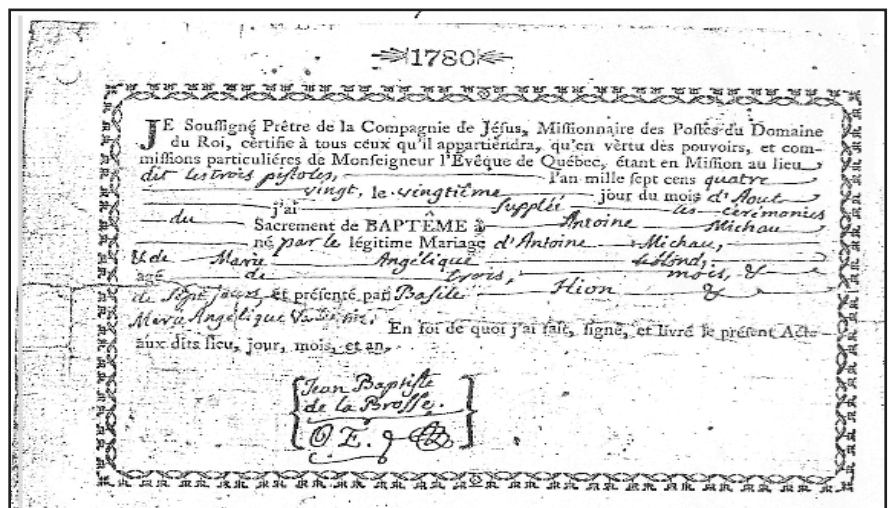 1780
JE Souſſigné Prêtre de la Compagnie de Jéſus, Miſſionnaire des Poſtes du Domaine
du Roi, certifie à tous ceux qu'il appartiendra, qu'en vertu des pouvoirs, et com-
miſſions particuliéres de Monſeigneur l'Evêque de Québec, étant en Miſſion au lieu
dit les trois piſtoles, l'an mille ſept cens quatre
vingt, le vingtiême jour du mois d'Aout
j'ai Supplée les cérémonies
du Sacrement de BAPTÊME à Antoine Michau
né par le légitime Mariage d'Antoine Michau,
& de Marie Angélique
agé de trois, mois, &
de Sept jours, et préſenté par Baſile &
Marie Angélique En foi de quoi j'ai fait, ſigné, et livré le préſent Acte
aux dits lieu, jour, mois, et an.
Jean Baptiſte
de la Broſſe.